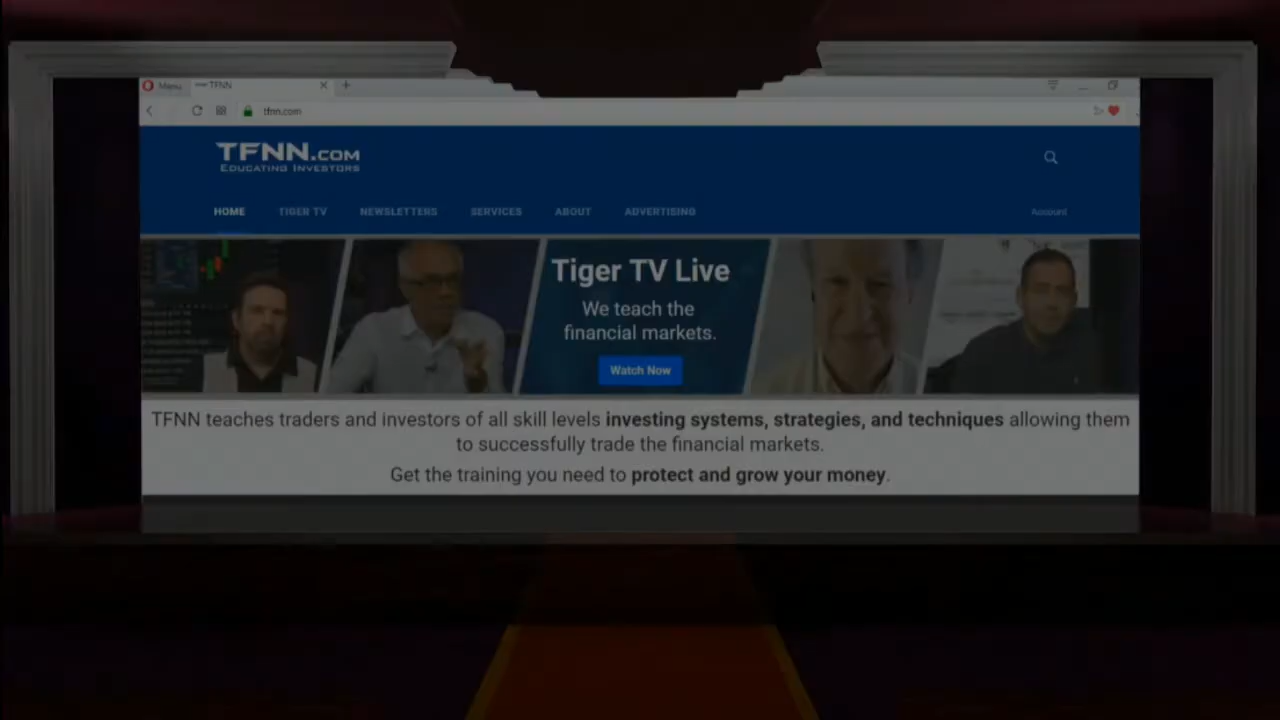 Menu
TFNN
tfnn.com
TFNN.COM
EDUCATING INVESTORS
HOME TIGER TV NEWSLETTERS SERVICES ABOUT ADVERTISING
Account
Tiger TV Live
We teach the
financial markets.
Watch Now
TFNN teaches traders and investors of all skill levels investing systems, strategies, and techniques allowing them
to successfully trade the financial markets.
Get the training you need to protect and grow your money.